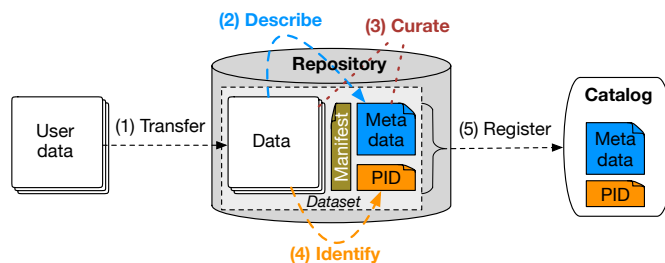 (2) Describe
(3) Curate
Repository
User
data
(1) Transfer
Data
Manifest
Meta
data
PID
Dataset
(4) Identify
(5) Register
Catalog
Meta
data
PID